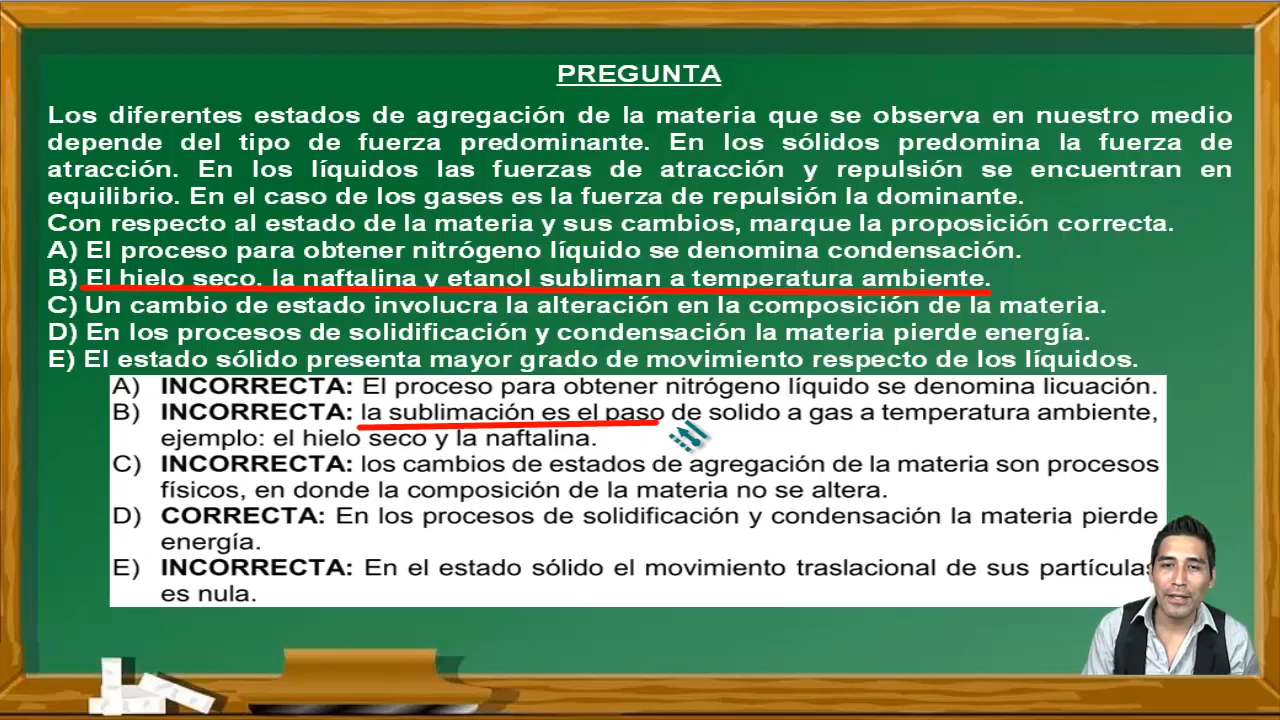 PREGUNTA
Los diferentes estados de agregación de la materia que se observa en nuestro medio
depende del tipo de fuerza predominante. En los sólidos predomina la fuerza de
atracción. En los líquidos las fuerzas de atracción y repulsión se encuentran en
equilibrio. En el caso de los gases es la fuerza de repulsión la dominante.
Con respecto al estado de la materia y sus cambios, marque la proposición correcta.
A) El proceso para obtener nitrógeno líquido se denomina condensación.
B) El hielo seco, la naftalina y etanol subliman a temperatura ambiente.
C) Un cambio de estado involucra la alteración en la composición de la materia.
D) En los procesos de solidificación y condensación la materia pierde energía.
E) El estado sólido presenta mayor grado de movimiento respecto de los líquidos.
A) INCORRECTA: El proceso para obtener nitrógeno líquido se denomina licuación.
B) INCORRECTA: la sublimación es el paso de solido a gas a temperatura ambiente,
ejemplo: el hielo seco y la naftalina.
C) INCORRECTA: los cambios de estados de agregación de la materia son procesos
físicos, en donde la composición de la materia no se altera.
D) CORRECTA: En los procesos de solidificación y condensación la materia pierde
energía.
E) INCORRECTA: En el estado sólido el movimiento traslacional de sus partículas
es nula.